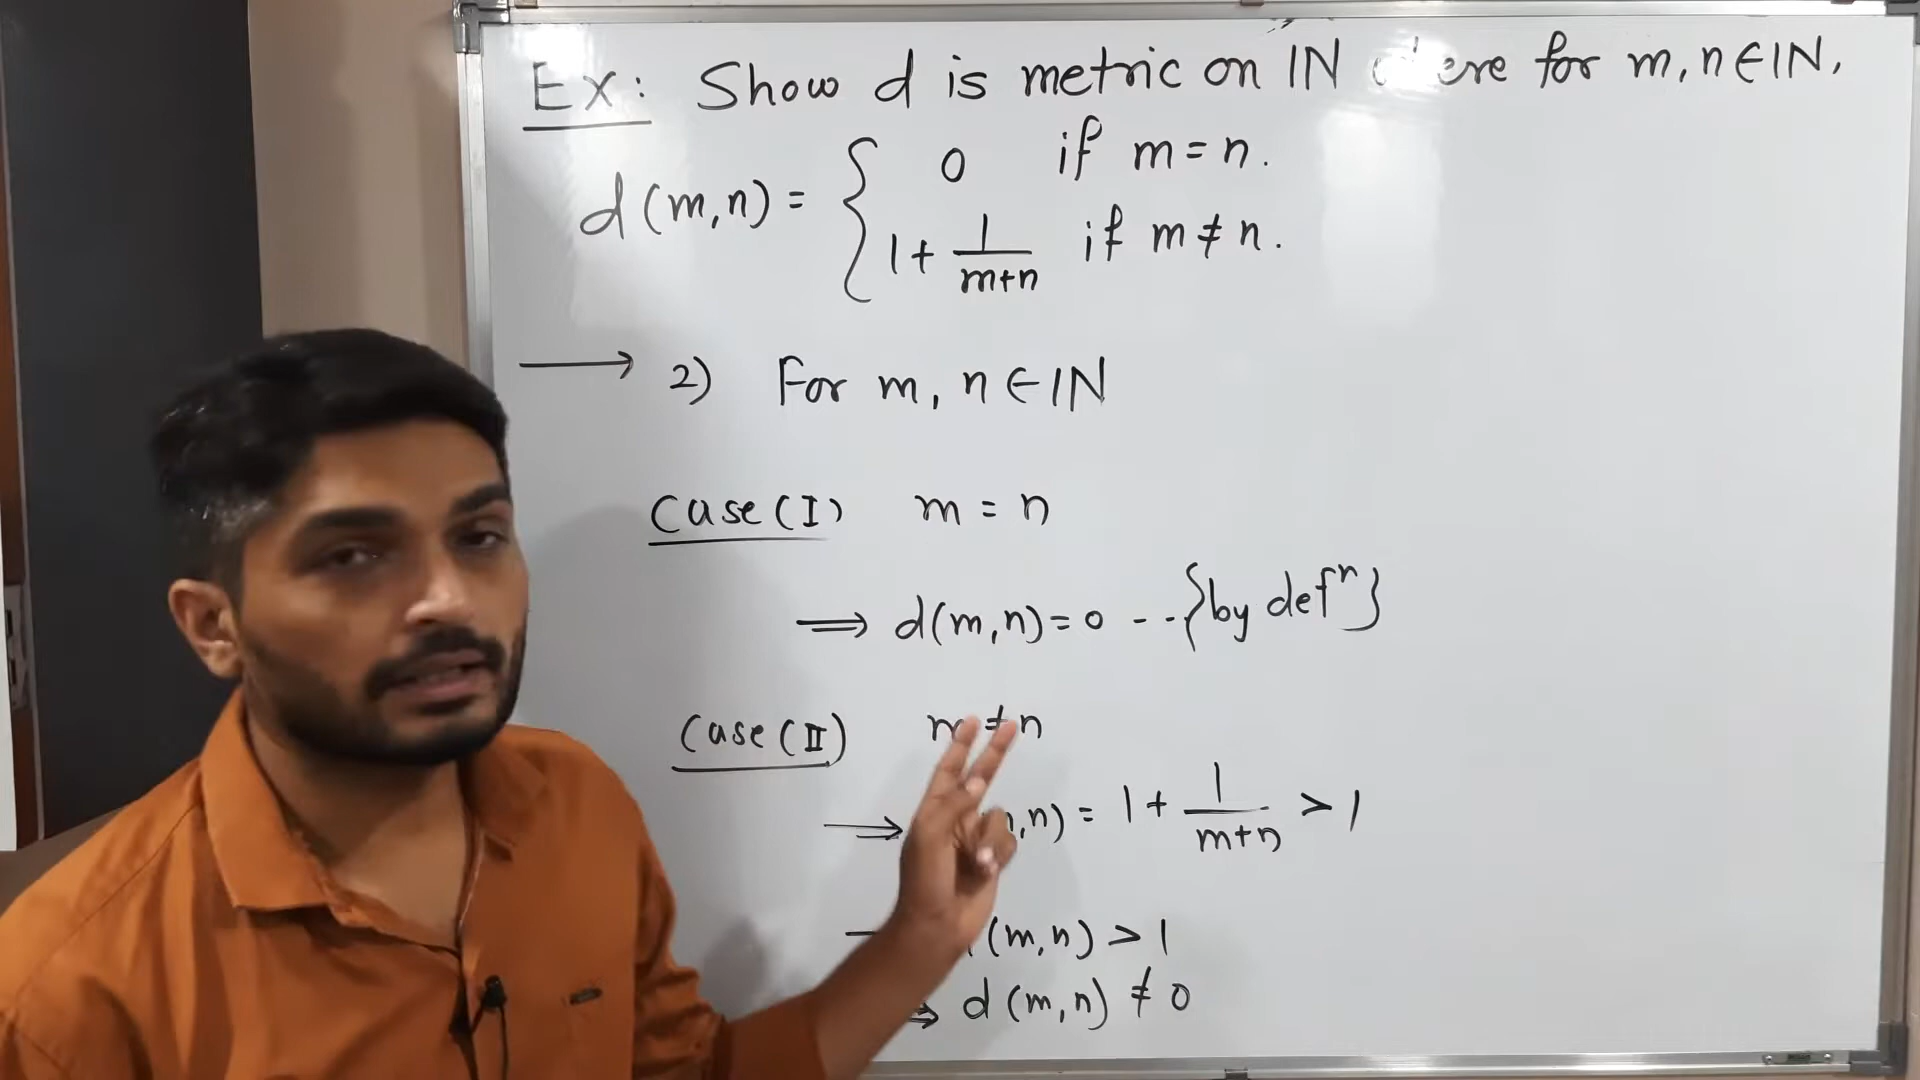 Ex: Show d is metric on IN for m, n ∈ IN,
d(m,n) = { 0 if m = n.
1 + 1/(m+n) if m ≠ n.
⟶ 2) For m, n ∈ IN
Case (I) m = n
⟹ d(m,n) = 0 --- {by defⁿ}
Case (II) m ≠ n
⟹ ,n) = 1 + 1/(m+n) > 1
(m,n) > 1
⟹ d(m,n) ≠ 0